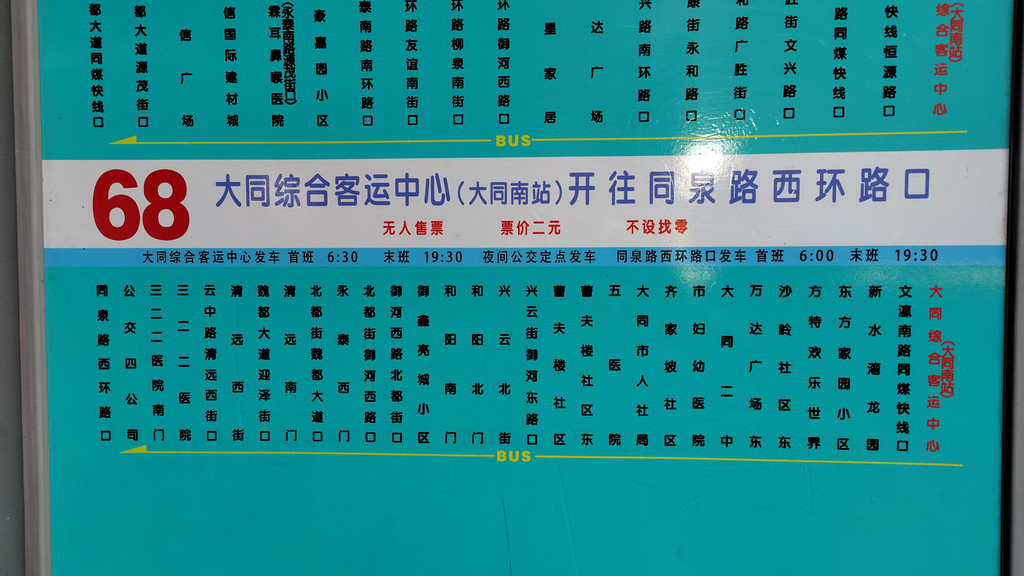 都大道同煤快线口
都大道源茂街口
信广场
信国际建材城
霖耳鼻喉医院
(永泰南路源茂街口)
豪嘉园小区
泰南路南环路口
环路友谊南街口
环路柳泉南街口
环路御河西路口
星家居
达广场
兴路南环路口
街永和路口
和路广胜街口
胜街文兴路口
路同煤快线口
快线恒源路口
综合客运中心
(大同南站)
BUS
68 大同综合客运中心(大同南站)开往同泉路西环路口
无人售票 票价二元 不设找零
大同综合客运中心发车 首班 6:30 末班 19:30 夜间公交定点发车 同泉路西环路口发车 首班 6:00 末班 19:30
同泉路西环路口
公交四公司
三二二医院南门
三二二医院
云中路清远西街口
清远西街
魏都大道迎泽街口
清远南门
北都街魏都大道口
永泰西门
北都街御河西路口
御河西路北都街口
御鑫亮城小区
和阳南门
和阳北门
兴云北街
兴云街御河东路口
曹夫楼社区
曹夫楼社区东
五医院
大同市人社局
齐家坡社区
市妇幼医院
大同二中
万达广场东
沙岭社区东
方特欢乐世界
东方家园小区
新水湾龙园
文瀛南路同煤快线口
大同综合客运中心
(大同南站)
BUS